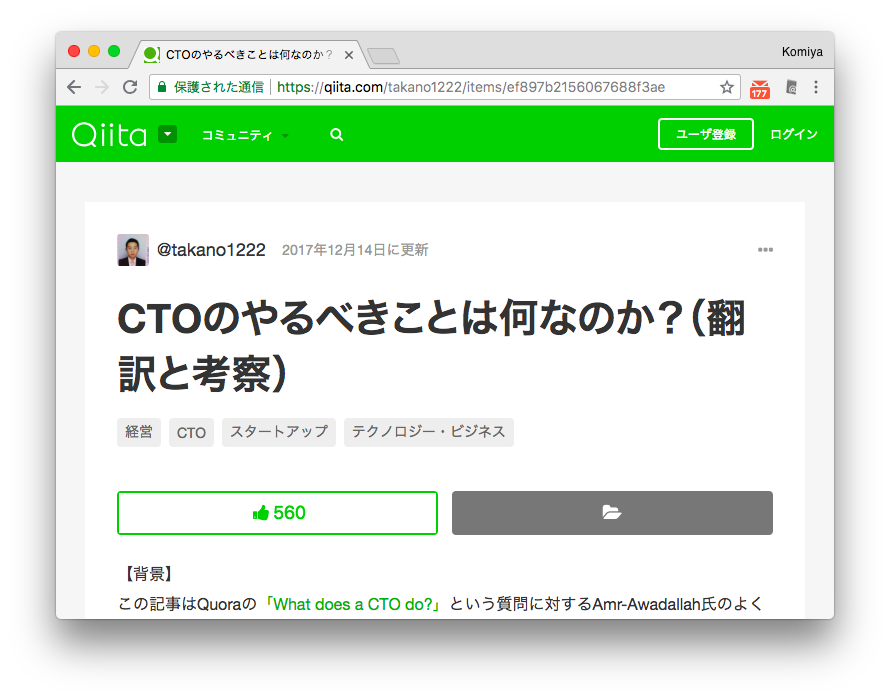 CTOのやるべきことは何なのか?
Komiya
保護された通信 https://qiita.com/takano1222/items/ef897b2156067688f3ae
177
Qiita コミュニティ ユーザ登録 ログイン
@takano1222 2017年12月14日に更新
CTOのやるべきことは何なのか?(翻
訳と考察)
経営 CTO スタートアップ テクノロジー・ビジネス
560
【背景】
この記事はQuoraの「What does a CTO do?」という質問に対するAmr-Awadallah氏のよく